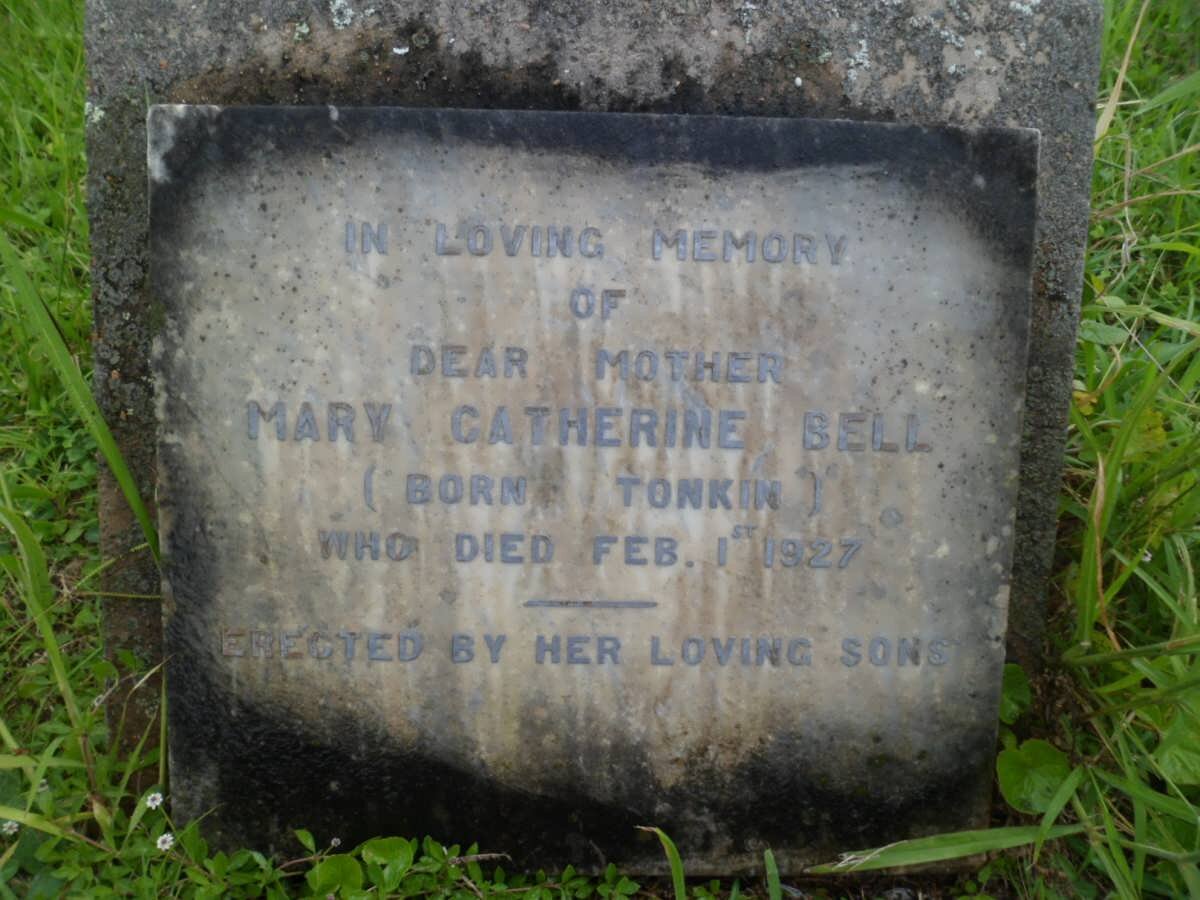 IN LOVING MEMORY
OF
DEAR MOTHER
MARY CATHERINE BELL
( BORN TONKIN )
WHO DIED FEB. 1ST 1927
ERECTED BY HER LOVING SONS